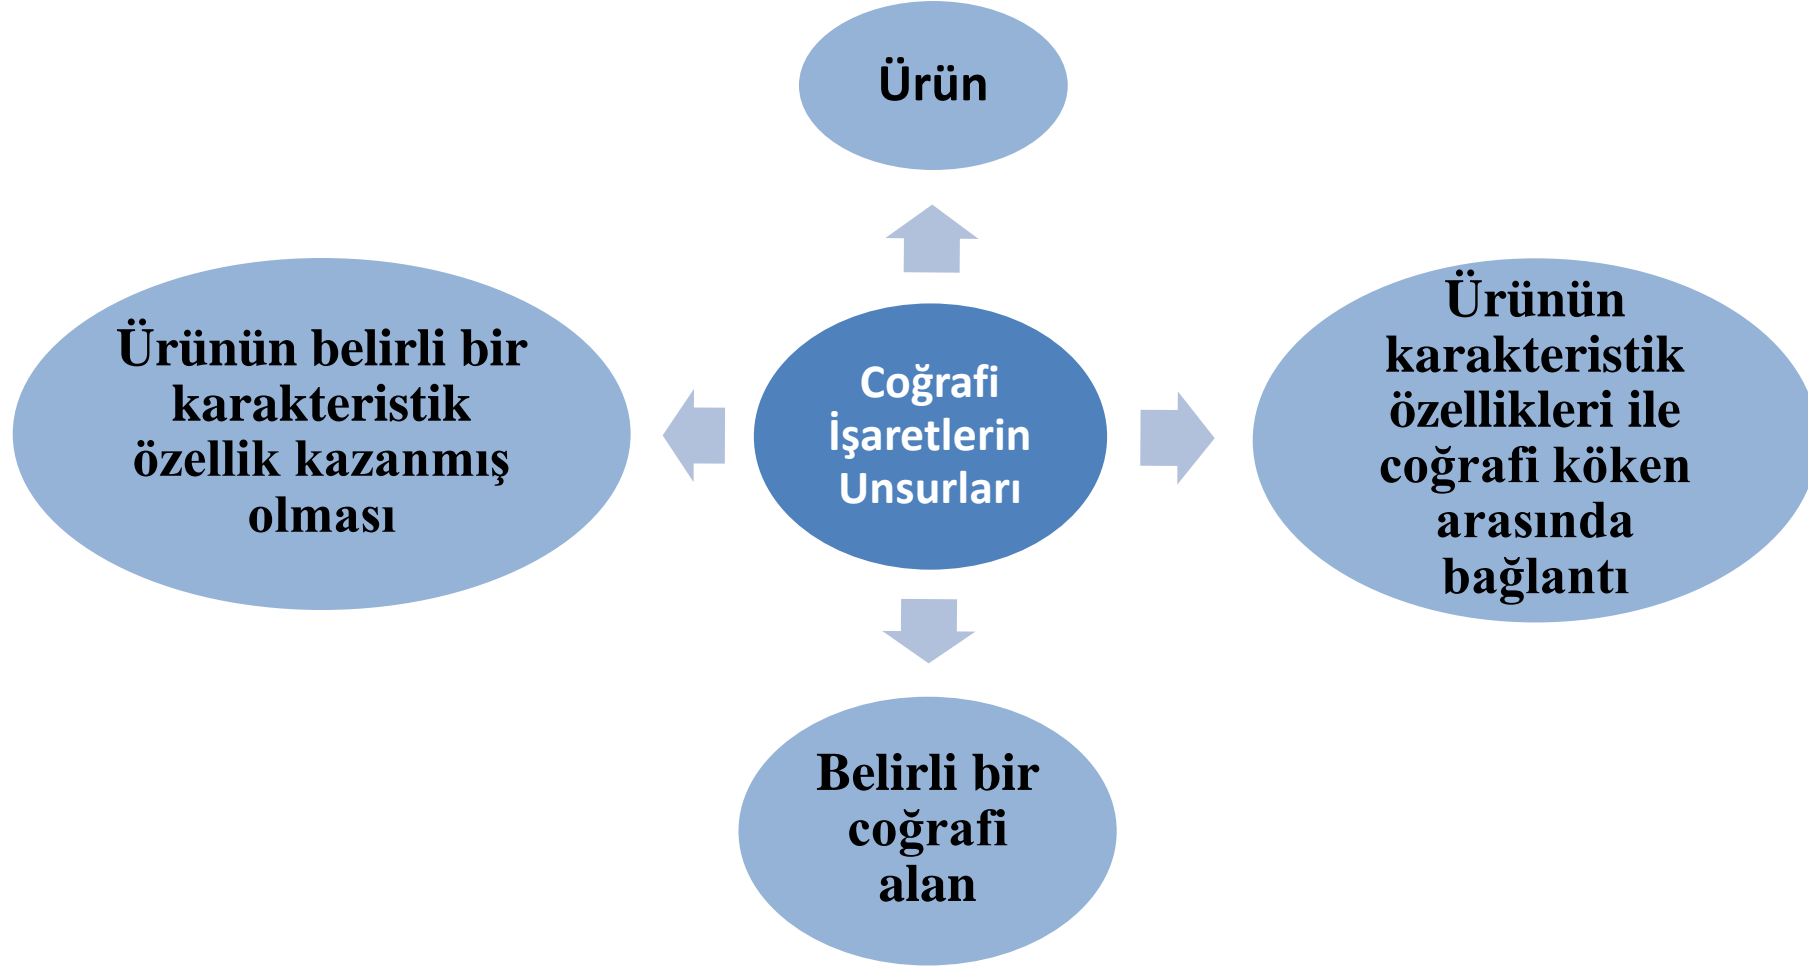 Ürün
Ürünün belirli bir
karakteristik
özellik kazanmış
olması
Coğrafi
İşaretlerin
Unsurları
Ürünün
karakteristik
özellikleri ile
coğrafi köken
arasında
bağlantı
Belirli bir
coğrafi
alan